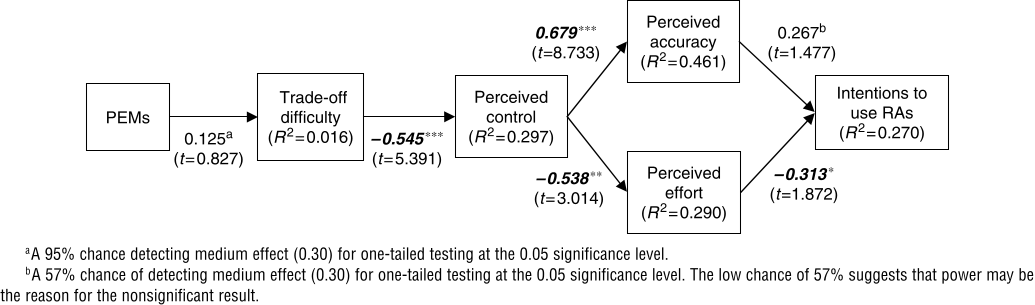 PEMs
0.125a
(t=0.827)
Trade-off
difficulty
(R2=0.016)
−0.545***
(t=5.391)
Perceived
control
(R2=0.297)
0.679***
(t=8.733)
Perceived
accuracy
(R2=0.461)
0.267b
(t=1.477)
−0.538**
(t=3.014)
Perceived
effort
(R2=0.290)
−0.313*
(t=1.872)
Intentions to
use RAs
(R2=0.270)
aA 95% chance detecting medium effect (0.30) for one-tailed testing at the 0.05 significance level.
bA 57% chance of detecting medium effect (0.30) for one-tailed testing at the 0.05 significance level. The low chance of 57% suggests that power may be
the reason for the nonsignificant result.